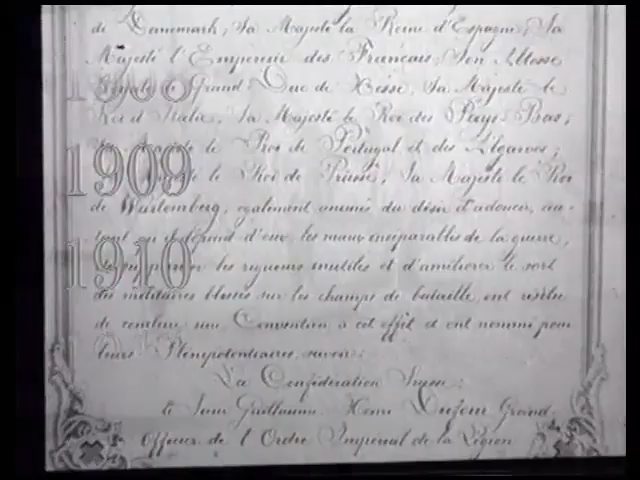 de Danemark, Sa Majesté la Reine d'Espagne, Sa
Majesté l'Empereur des Français, Son Altesse
Royale le Grand Duc de Hesse, Sa Majesté le
1908
Roi d'Italie, Sa Majesté le Roi des Pays-Bas,
le Roi de Portugal et des Algarves,
1909
le Roi de Prusse, Sa Majesté le Roi
de Würtemberg, également animés du désir d'adoucir, au-
tant qu'il dépend d'eux, les maux inséparables de la guerre,
1910
les rigueurs inutiles et d'améliorer le sort
des militaires blessés sur les champs de bataille, ont résolu
de conclure une Convention à cet effet et ont nommé pour
leurs Plénipotentiaires, savoir:
La Confédération Suisse;
le Sieur Guillaume Henri Dufour Grand
Officier de l'Ordre Impérial de la Légion